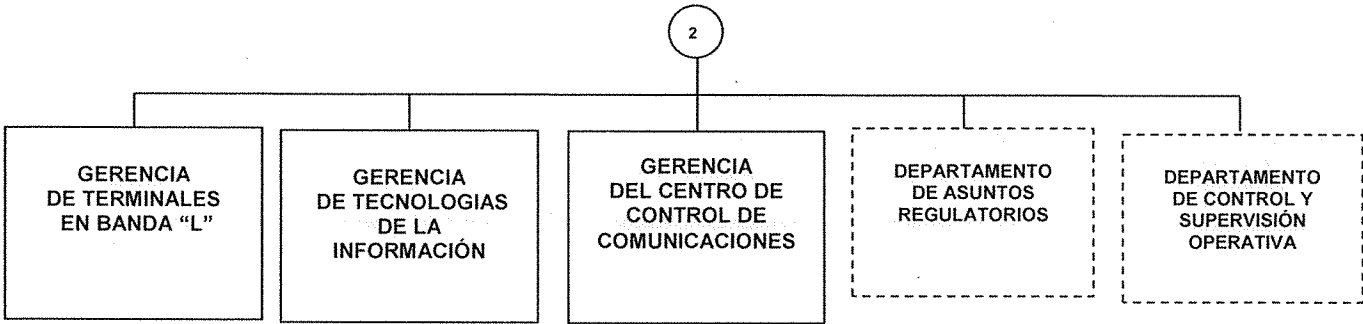 2
GERENCIA
DE TERMINALES
EN BANDA “L”
GERENCIA
DE TECNOLOGIAS
DE LA
INFORMACIÓN
GERENCIA
DEL CENTRO DE
CONTROL DE
COMUNICACIONES
DEPARTAMENTO
DE ASUNTOS
REGULATORIOS
DEPARTAMENTO
DE CONTROL Y
SUPERVISIÓN
OPERATIVA